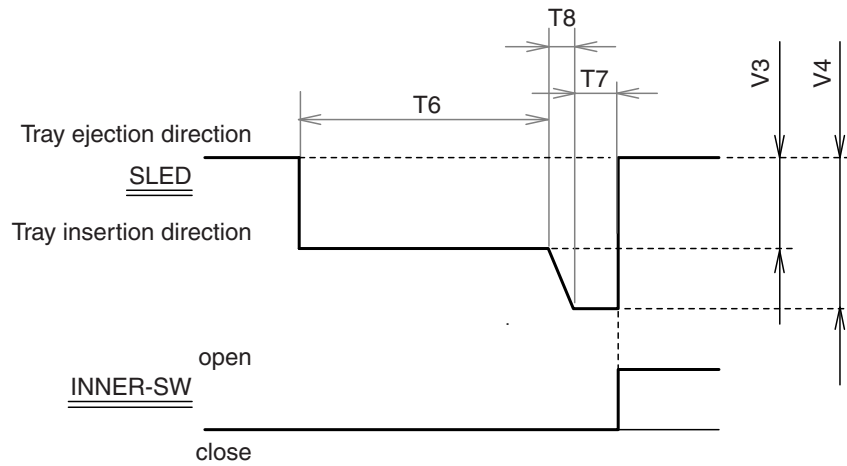 T8
T7
V3
V4
T6
Tray ejection direction
SLED
Tray insertion direction
open
INNER-SW
close